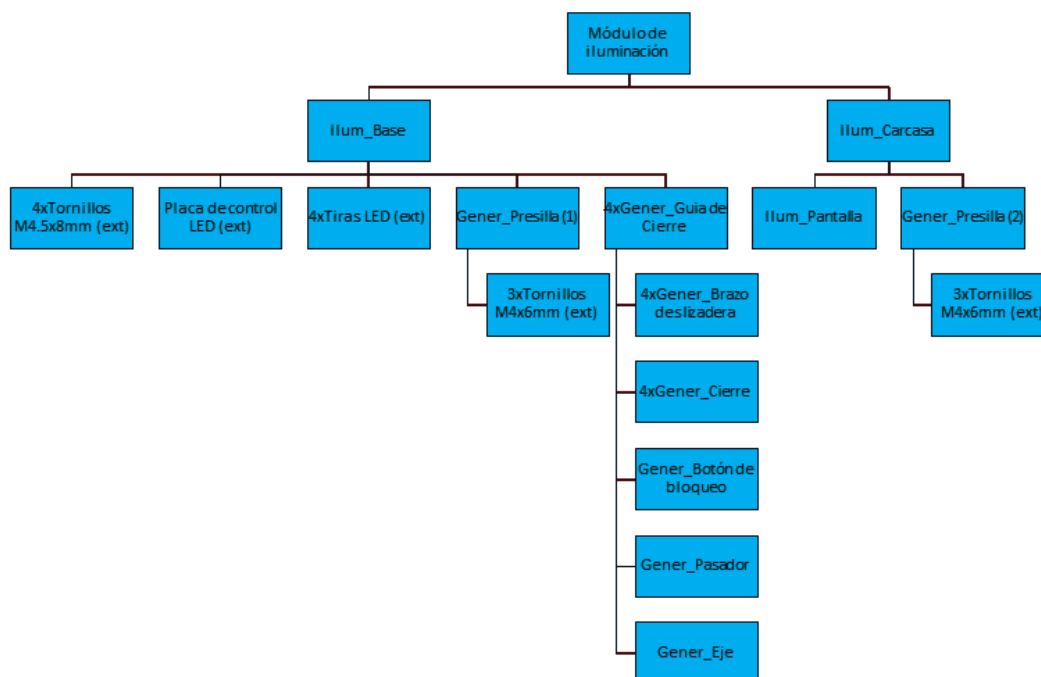 Módulo de
iluminación
Ilum_Base
Ilum_Carcasa
4xTornillos
M4.5x8mm (ext)
Placa de control
LED (ext)
4xTiras LED (ext)
Gener_Presilla (1)
4xGener_Guia de
Cierre
Ilum_Pantalla
Gener_Presilla (2)
3xTornillos
M4x6mm (ext)
4xGener_Brazo
deslizadera
3xTornillos
M4x6mm (ext)
4xGener_Cierre
Gener_Botón de
bloqueo
Gener_Pasador
Gener_Eje